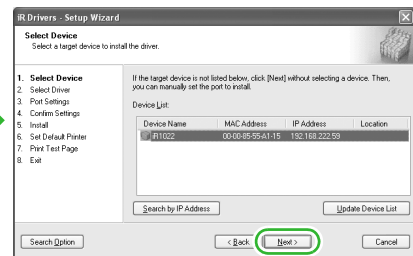 iR Drivers - Setup Wizard
Select Device
Select a target device to install the driver.
1. Select Device
2. Select Driver
3. Port Settings
4. Confirm Settings
5. Install
6. Set Default Printer
7. Print Test Page
8. Exit
If the target device is not listed below, click [Next] without selecting a device. Then,
you can manually set the port to install.
Device List:
Device Name MAC Address IP Address Location
iR1022 00-00-85-55-A1-15 192.168.222.59
Search by IP Address Update Device List
Search Option < Back Next > Cancel